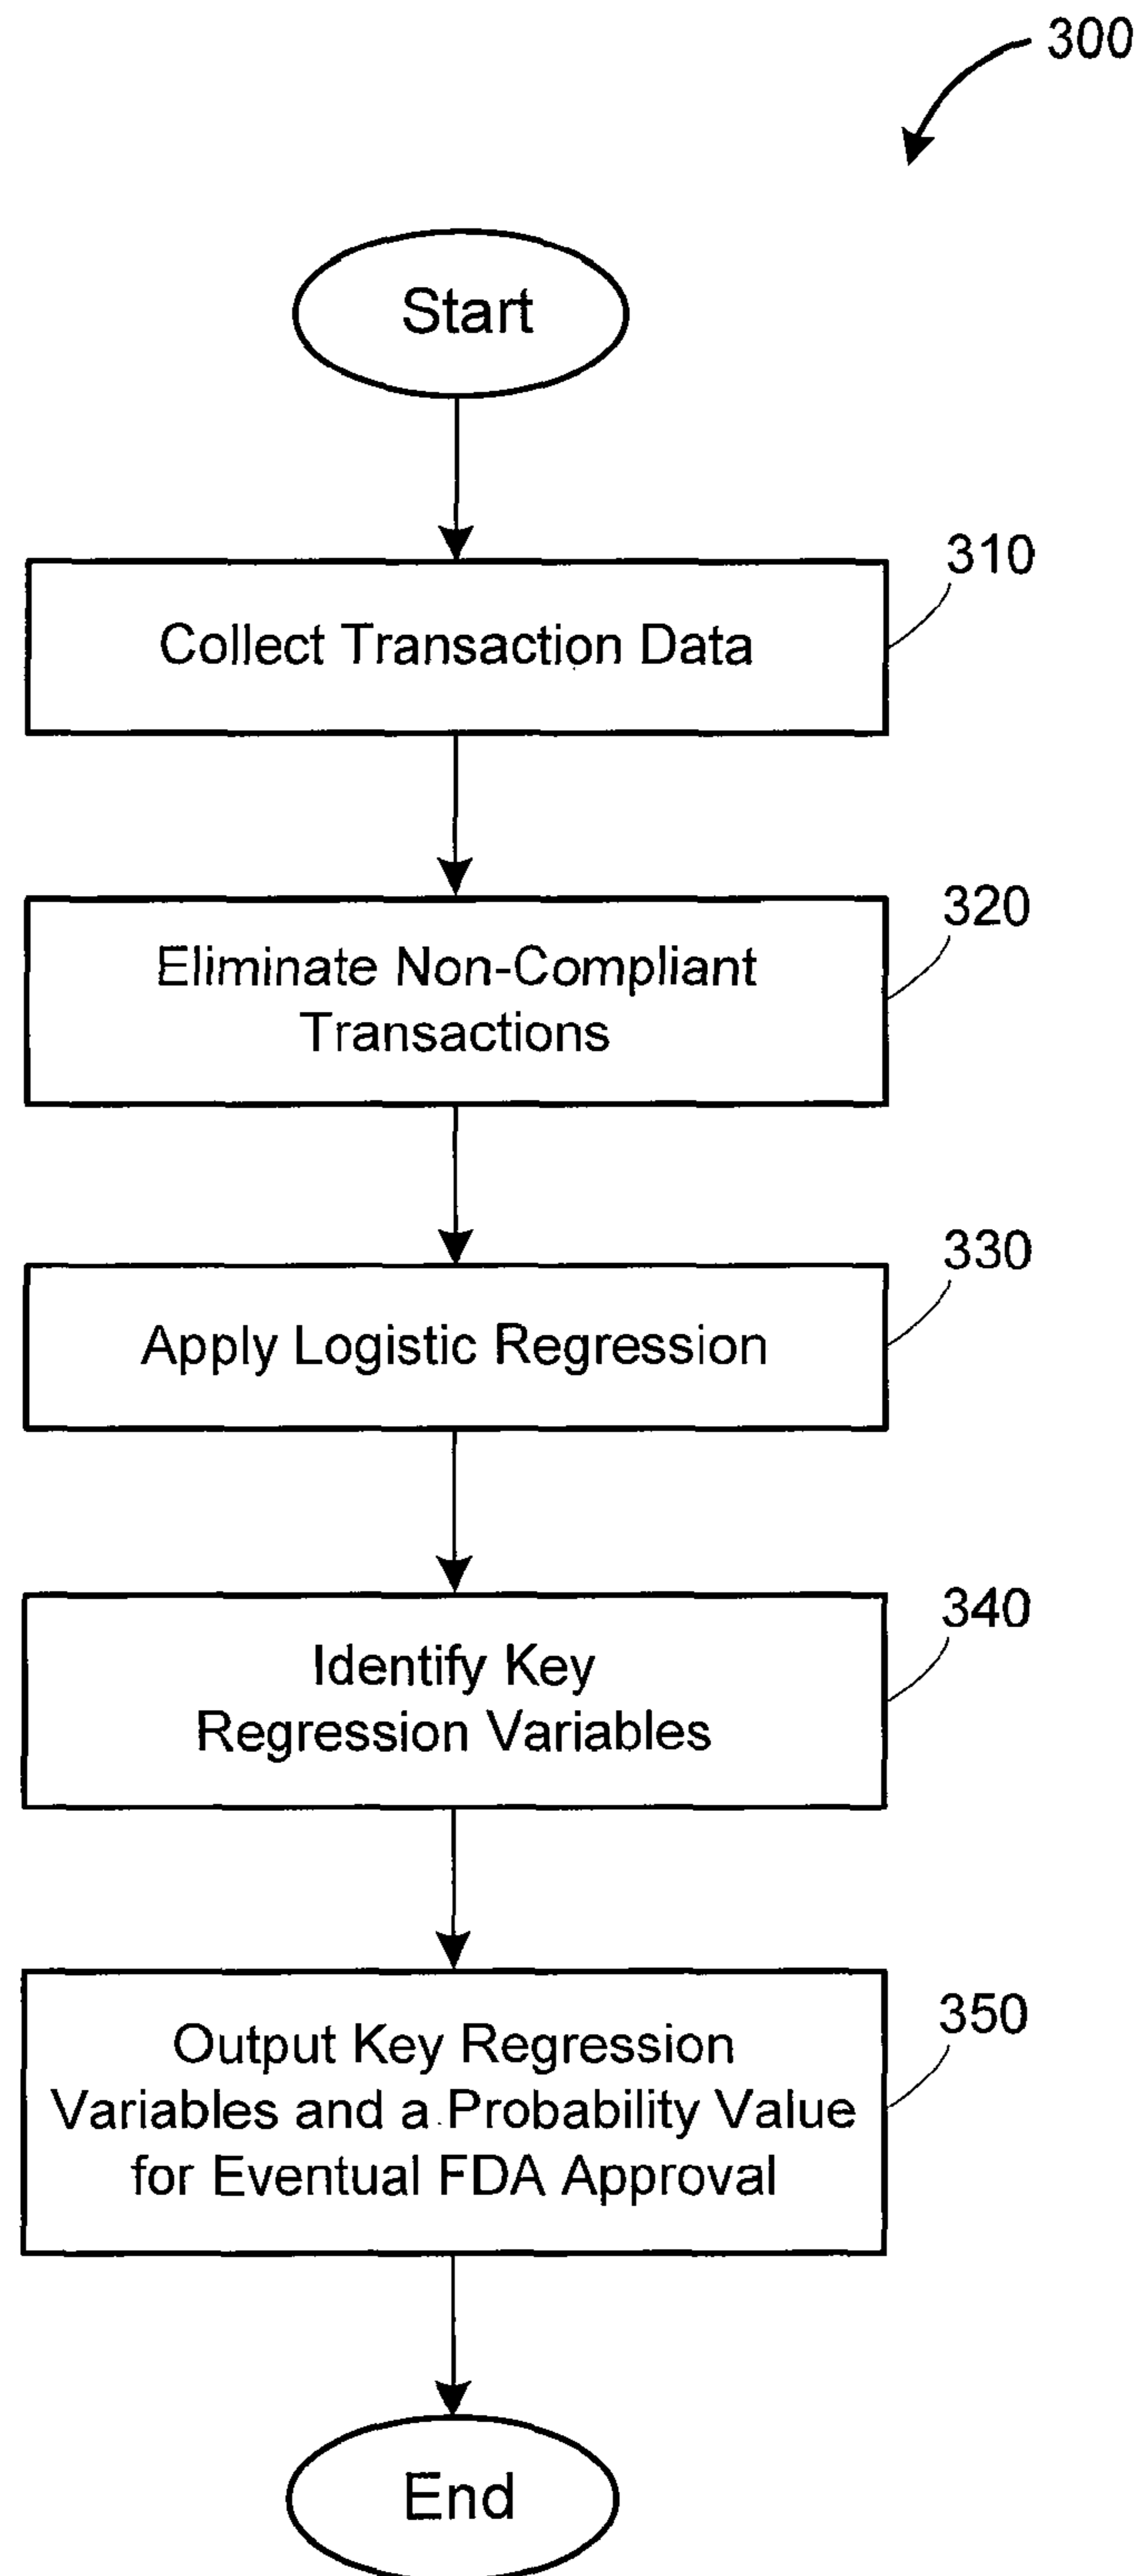 300
Start
310
Collect Transaction Data
320
Eliminate Non-Compliant
Transactions
330
Apply Logistic Regression
340
Identify Key
Regression Variables
350
Output Key Regression
Variables and a Probability Value
for Eventual FDA Approval
End